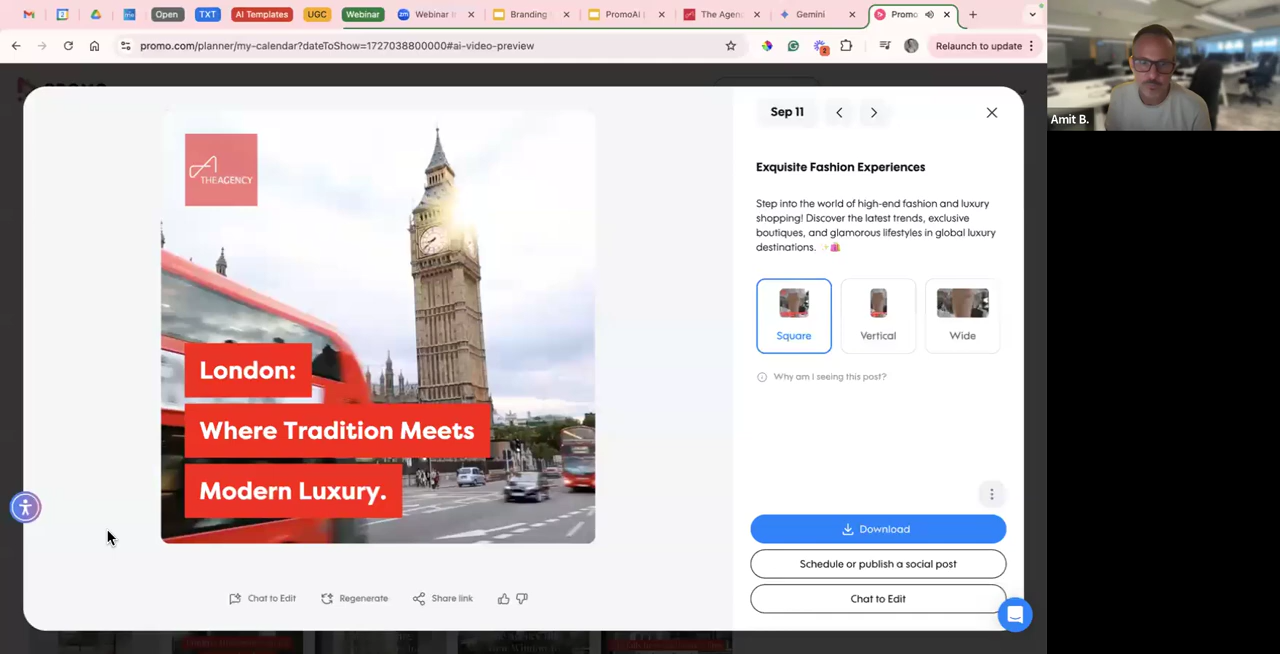 Open
TXT
AI Templates
UGC
Webinar
Webinar
Branding
PromoAI
The Agen
Gemini
Promo
promo.com/planner/my-calendar?dateToShow=1727038800000#ai-video-preview
2
Relaunch to update
Amit B.
THEAGENCY
London:
Where Tradition Meets
Modern Luxury.
Chat to Edit
Regenerate
Share link
Sep 11
Exquisite Fashion Experiences
Step into the world of high-end fashion and luxury
shopping! Discover the latest trends, exclusive
boutiques, and glamorous lifestyles in global luxury
destinations. ✨🛍️
Square
Vertical
Wide
Why am I seeing this post?
Download
Schedule or publish a social post
Chat to Edit